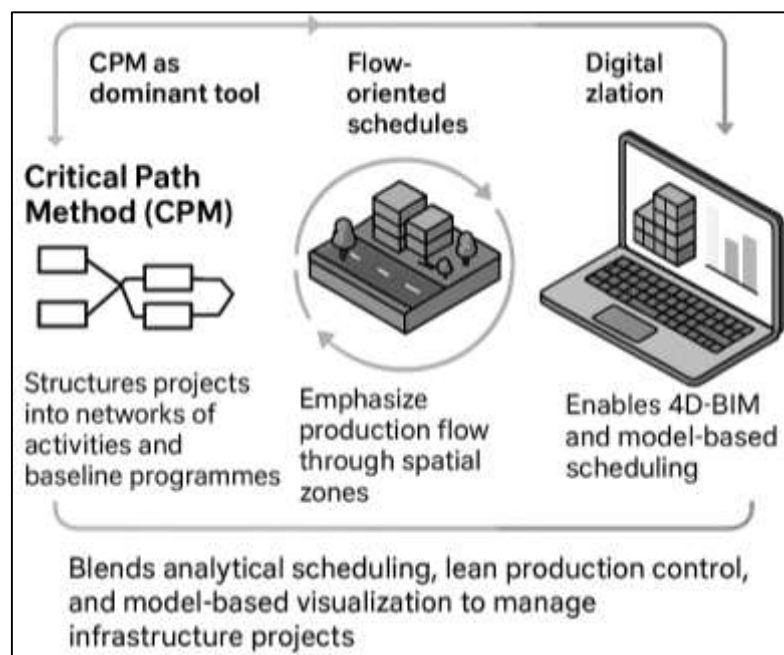 CPM as
dominant tool
Flow-
oriented
schedules
Digital
zlation
Critical Path
Method (CPM)
Structures projects
into networks of
activities and
baseline programmes
Emphasize
production flow
through spatial
zones
Enables 4D-BIM
and model-based
scheduling
Blends analytical scheduling, lean production control,
and model-based visualization to manage
infrastructure projects